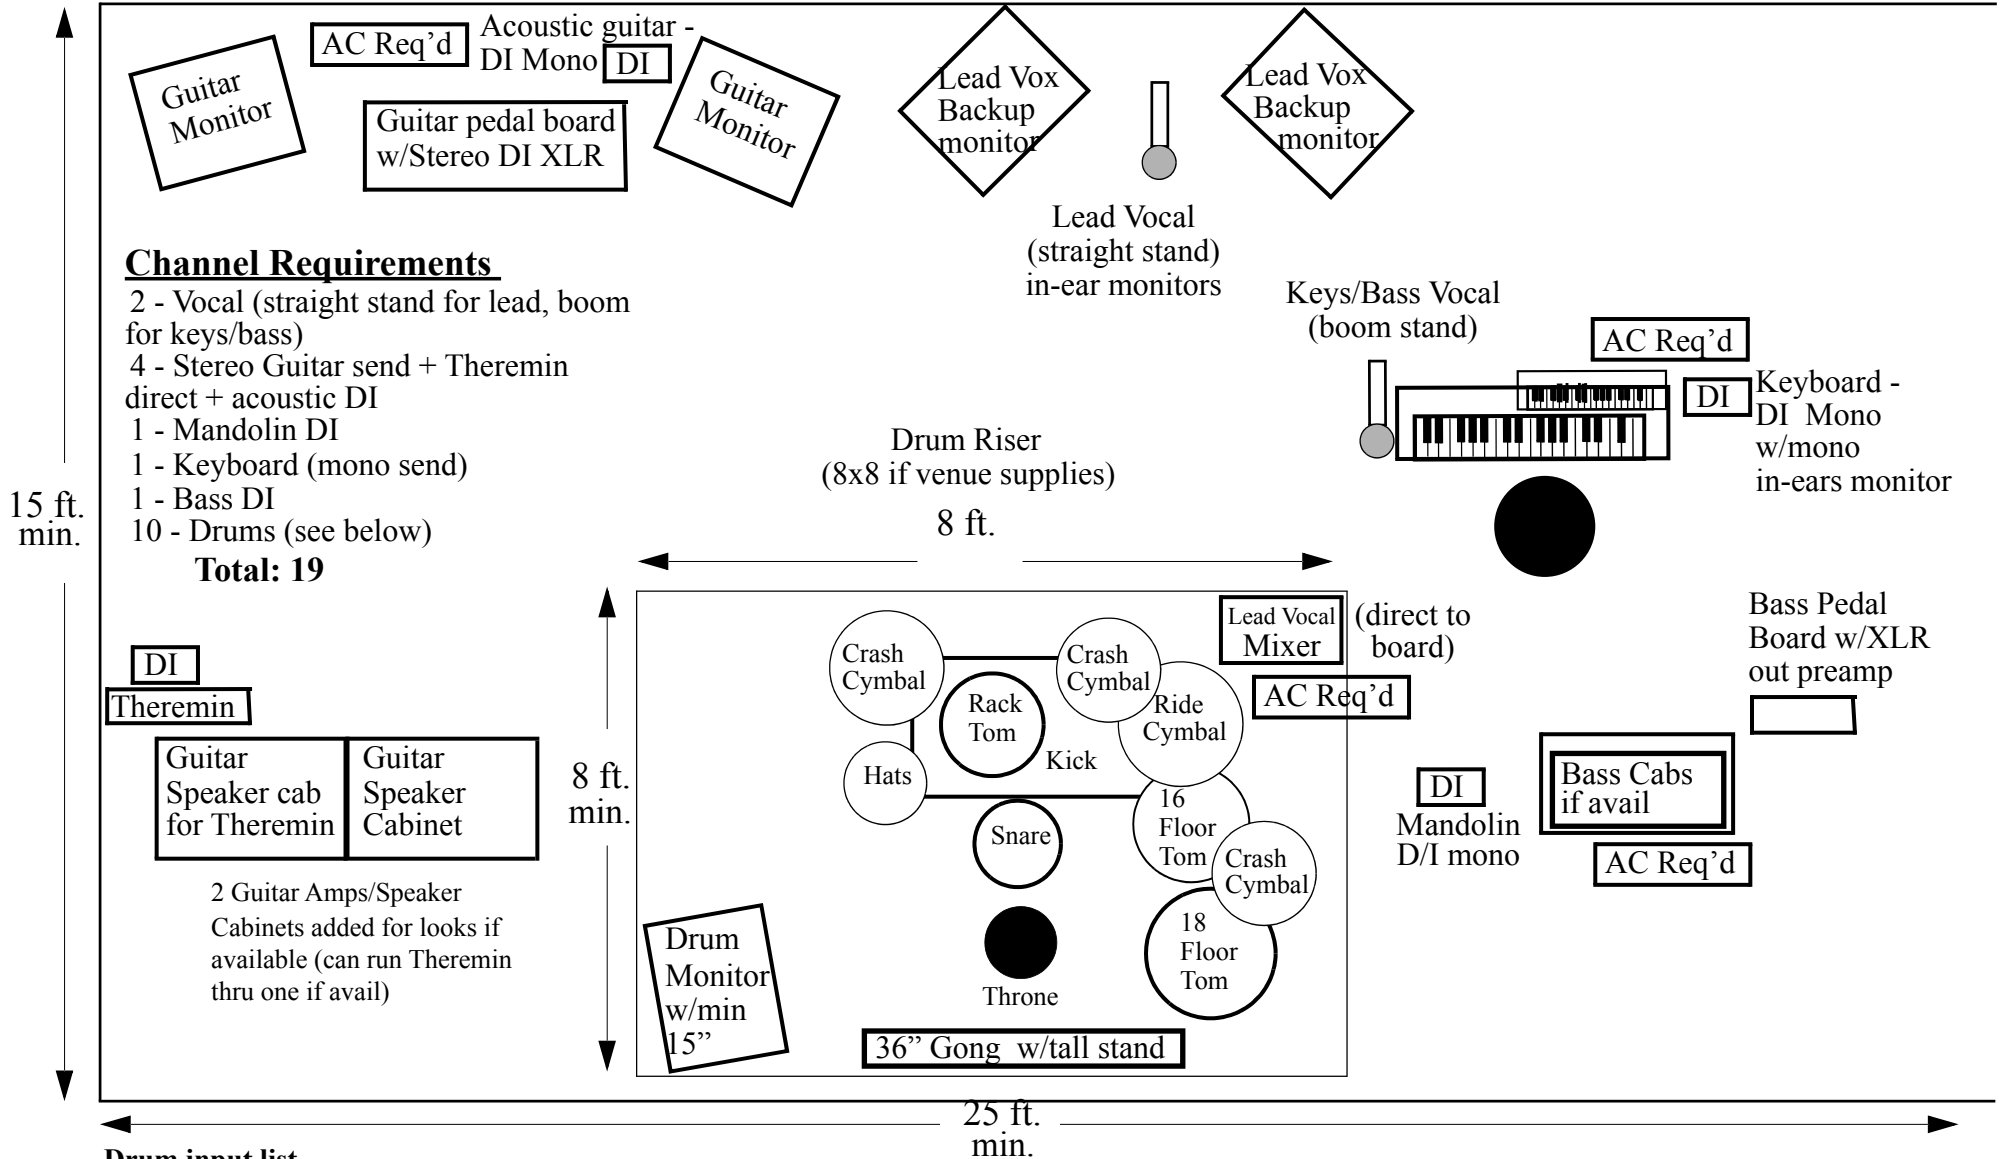 AC Req’d
Acoustic guitar -
DI Mono
DI
Guitar
Monitor
Guitar pedal board
w/Stereo DI XLR
Guitar
Monitor
Lead Vox
Backup
monitor
Lead Vox
Backup
monitor
Lead Vocal
(straight stand)
in-ear monitors
Channel Requirements
2 - Vocal (straight stand for lead, boom
for keys/bass)
4 - Stereo Guitar send + Theremin
direct + acoustic DI
1 - Mandolin DI
1 - Keyboard (mono send)
1 - Bass DI
10 - Drums (see below)
Total: 19
Keys/Bass Vocal
(boom stand)
AC Req’d
DI
Keyboard -
DI Mono
w/mono
in-ears monitor
15 ft.
min.
Drum Riser
(8x8 if venue supplies)
8 ft.
DI
Theremin
Guitar
Speaker cab
for Theremin
Guitar
Speaker
Cabinet
2 Guitar Amps/Speaker
Cabinets added for looks if
available (can run Theremin
thru one if avail)
8 ft.
min.
Crash
Cymbal
Rack
Tom
Crash
Cymbal
Ride
Cymbal
Kick
Hats
Snare
16
Floor
Tom
Crash
Cymbal
18
Floor
Tom
Throne
Drum
Monitor
w/min
15”
36” Gong w/tall stand
Lead Vocal
Mixer
(direct to
board)
AC Req’d
Bass Pedal
Board w/XLR
out preamp
DI
Mandolin
D/I mono
Bass Cabs
if avail
AC Req’d
25 ft.
min.
Drum input list